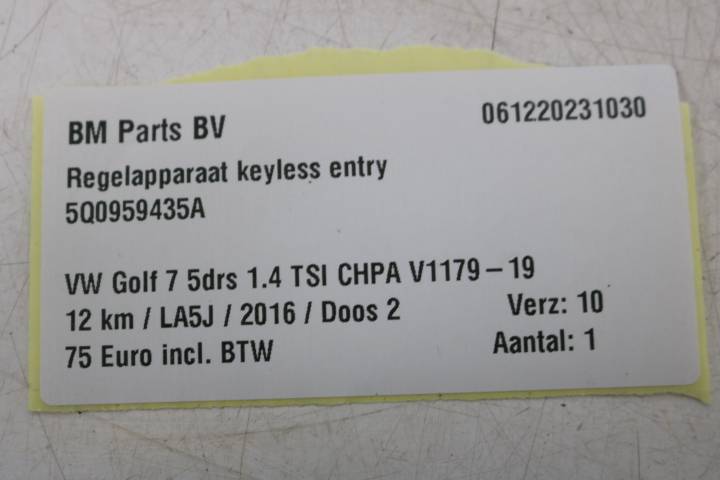 BM Parts BV 061220231030
Regelapparaat keyless entry
5Q0959435A
VW Golf 7 5drs 1.4 TSI CHPA V1179 – 19
12 km / LA5J / 2016 / Doos 2 Verz: 10
75 Euro incl. BTW Aantal: 1